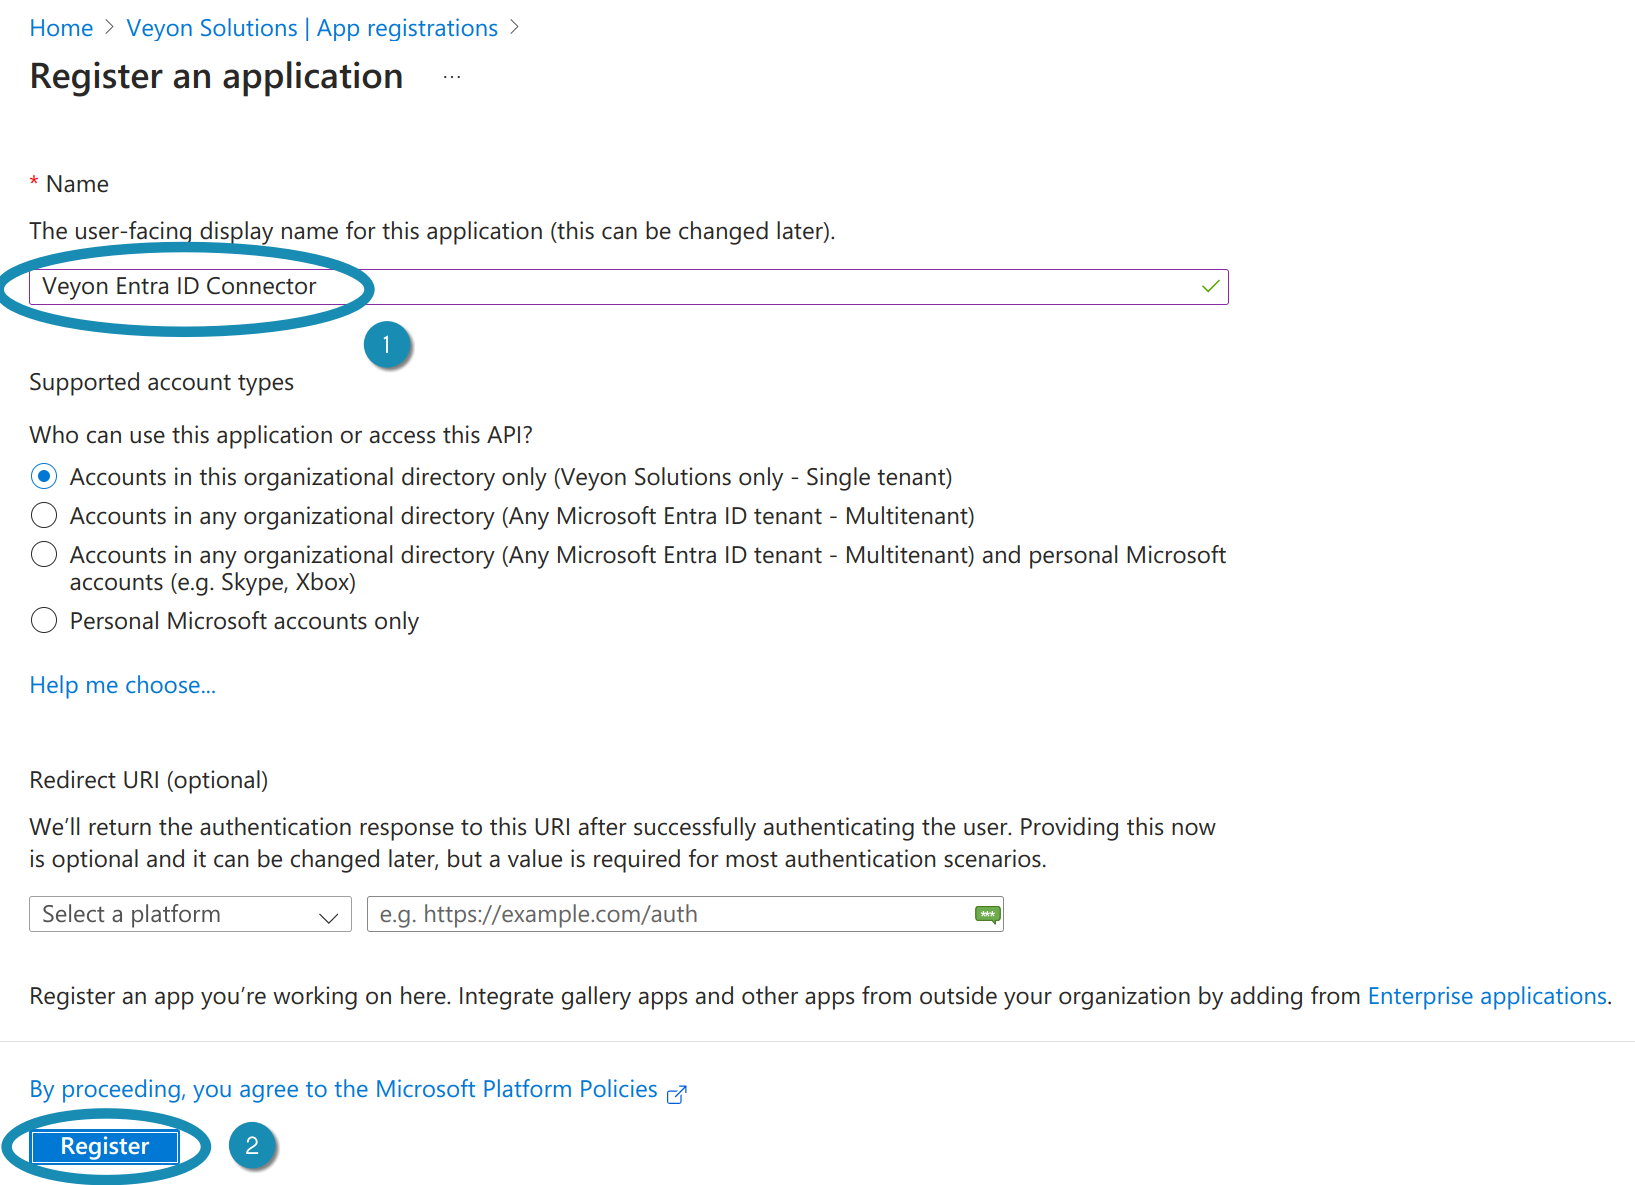 Home > Veyon Solutions | App registrations >
Register an application ...
* Name
The user-facing display name for this application (this can be changed later).
Veyon Entra ID Connector
1
Supported account types
Who can use this application or access this API?
Accounts in this organizational directory only (Veyon Solutions only - Single tenant)
Accounts in any organizational directory (Any Microsoft Entra ID tenant - Multitenant)
Accounts in any organizational directory (Any Microsoft Entra ID tenant - Multitenant) and personal Microsoft
accounts (e.g. Skype, Xbox)
Personal Microsoft accounts only
Help me choose...
Redirect URI (optional)
We’ll return the authentication response to this URI after successfully authenticating the user. Providing this now
is optional and it can be changed later, but a value is required for most authentication scenarios.
Select a platform e.g. https://example.com/auth ***
Register an app you’re working on here. Integrate gallery apps and other apps from outside your organization by adding from Enterprise applications.
By proceeding, you agree to the Microsoft Platform Policies
Register 2